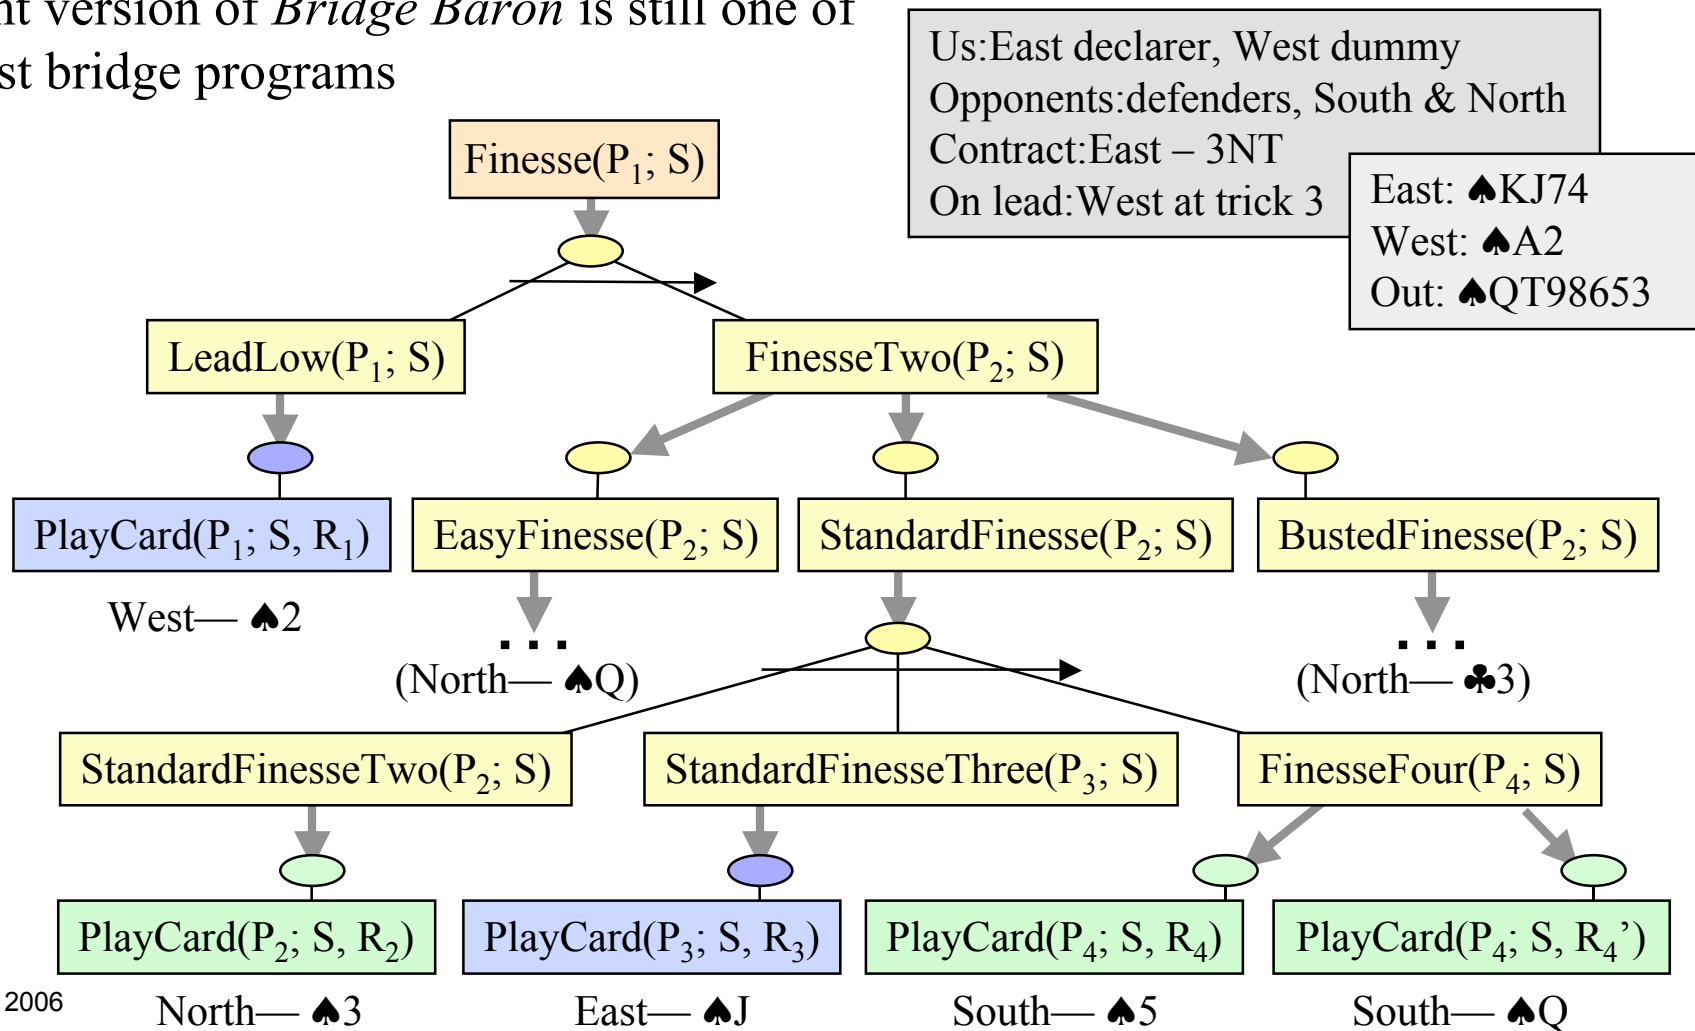 nt version of Bridge Baron is still one of
st bridge programs
Us:East declarer, West dummy
Opponents:defenders, South & North
Contract:East – 3NT
On lead:West at trick 3
East: ♠KJ74
West: ♠A2
Out: ♠QT98653
Finesse(P1; S)
LeadLow(P1; S)
FinesseTwo(P2; S)
PlayCard(P1; S, R1)
EasyFinesse(P2; S)
StandardFinesse(P2; S)
BustedFinesse(P2; S)
West— ♠2
. . .
. . .
(North— ♠Q)
(North— ♣3)
StandardFinesseTwo(P2; S)
StandardFinesseThree(P3; S)
FinesseFour(P4; S)
PlayCard(P2; S, R2)
PlayCard(P3; S, R3)
PlayCard(P4; S, R4)
PlayCard(P4; S, R4’)
2006
North— ♠3
East— ♠J
South— ♠5
South— ♠Q